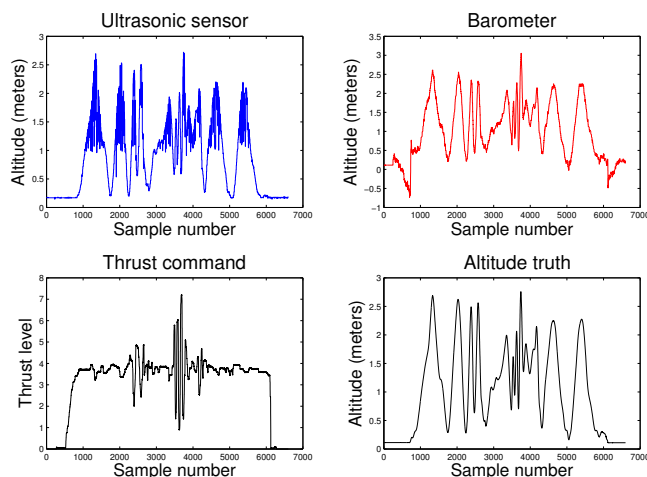 Ultrasonic sensor
Altitude (meters)
3
2.5
2
1.5
1
0.5
0
0 1000 2000 3000 4000 5000 6000 7000
Sample number
Barometer
Altitude (meters)
3.5
3
2.5
2
1.5
1
0.5
0
−0.5
−1
0 1000 2000 3000 4000 5000 6000 7000
Sample number
Thrust command
Thrust level
8
7
6
5
4
3
2
1
0
0 1000 2000 3000 4000 5000 6000 7000
Sample number
Altitude truth
Altitude (meters)
3
2.5
2
1.5
1
0.5
0
0 1000 2000 3000 4000 5000 6000 7000
Sample number